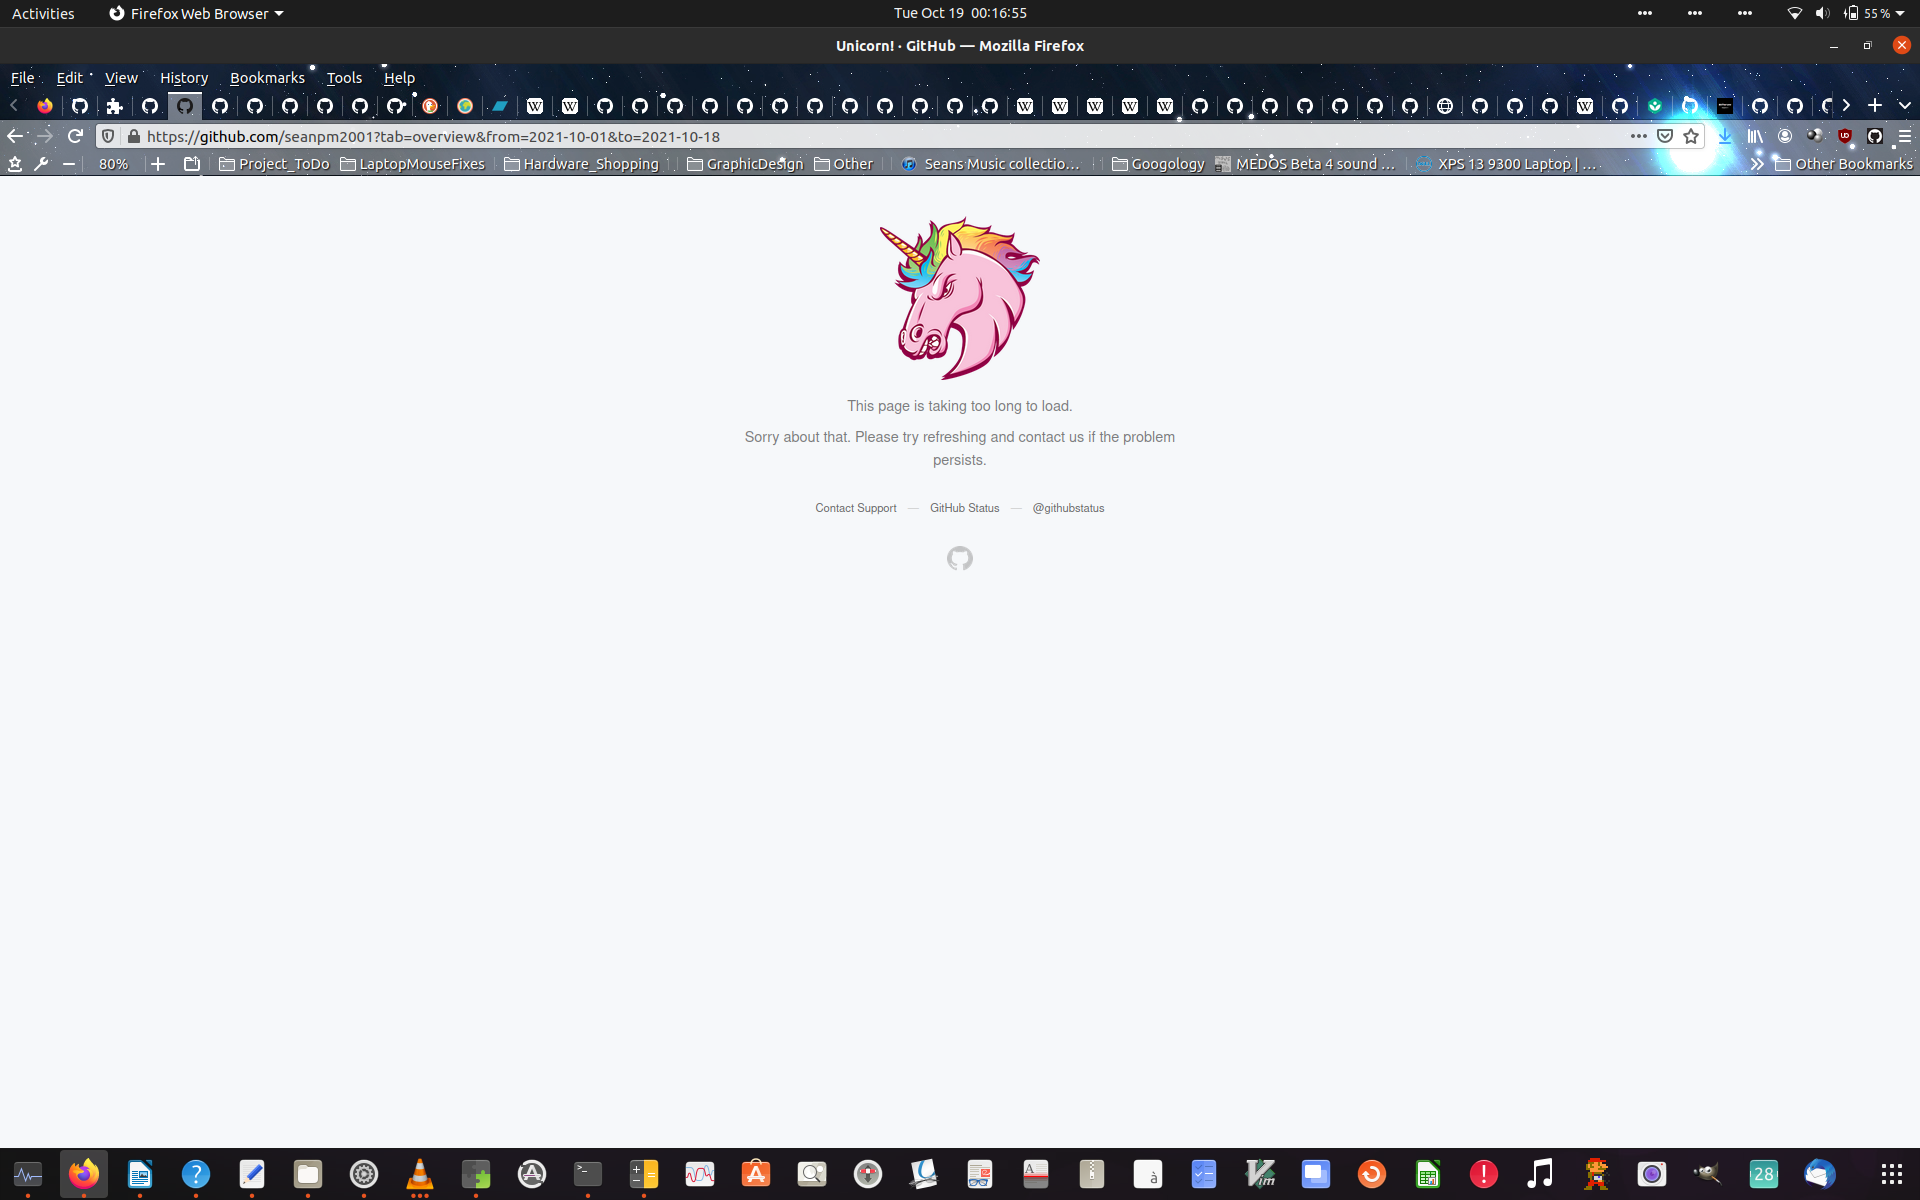 Activities Firefox Web Browser Tue Oct 19 00:16:55 55 %
Unicorn! · GitHub — Mozilla Firefox
File Edit View History Bookmarks Tools Help
https://github.com/seanpm2001?tab=overview&from=2021-10-01&to=2021-10-18
80% Project_ToDo LaptopMouseFixes Hardware_Shopping GraphicDesign Other Seans Music collectio… Googology MEDOS Beta 4 sound … XPS 13 9300 Laptop | … Other Bookmarks
This page is taking too long to load.
Sorry about that. Please try refreshing and contact us if the problem
persists.
Contact Support — GitHub Status — @githubstatus
28